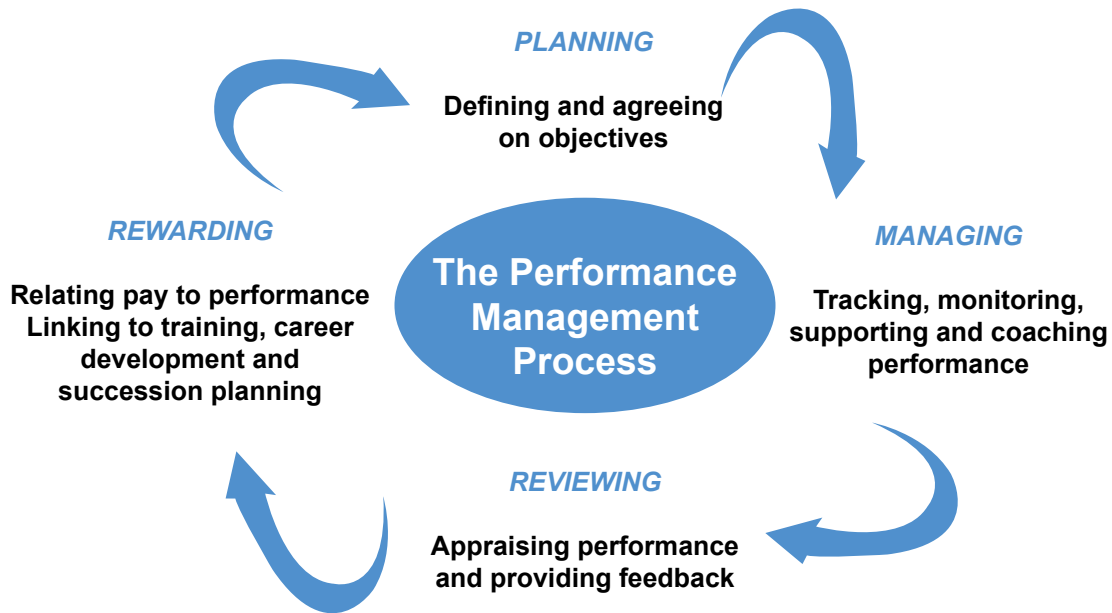 PLANNING
Defining and agreeing
on objectives
REWARDING
Relating pay to performance
Linking to training, career
development and
succession planning
The Performance
Management
Process
MANAGING
Tracking, monitoring,
supporting and coaching
performance
REVIEWING
Appraising performance
and providing feedback